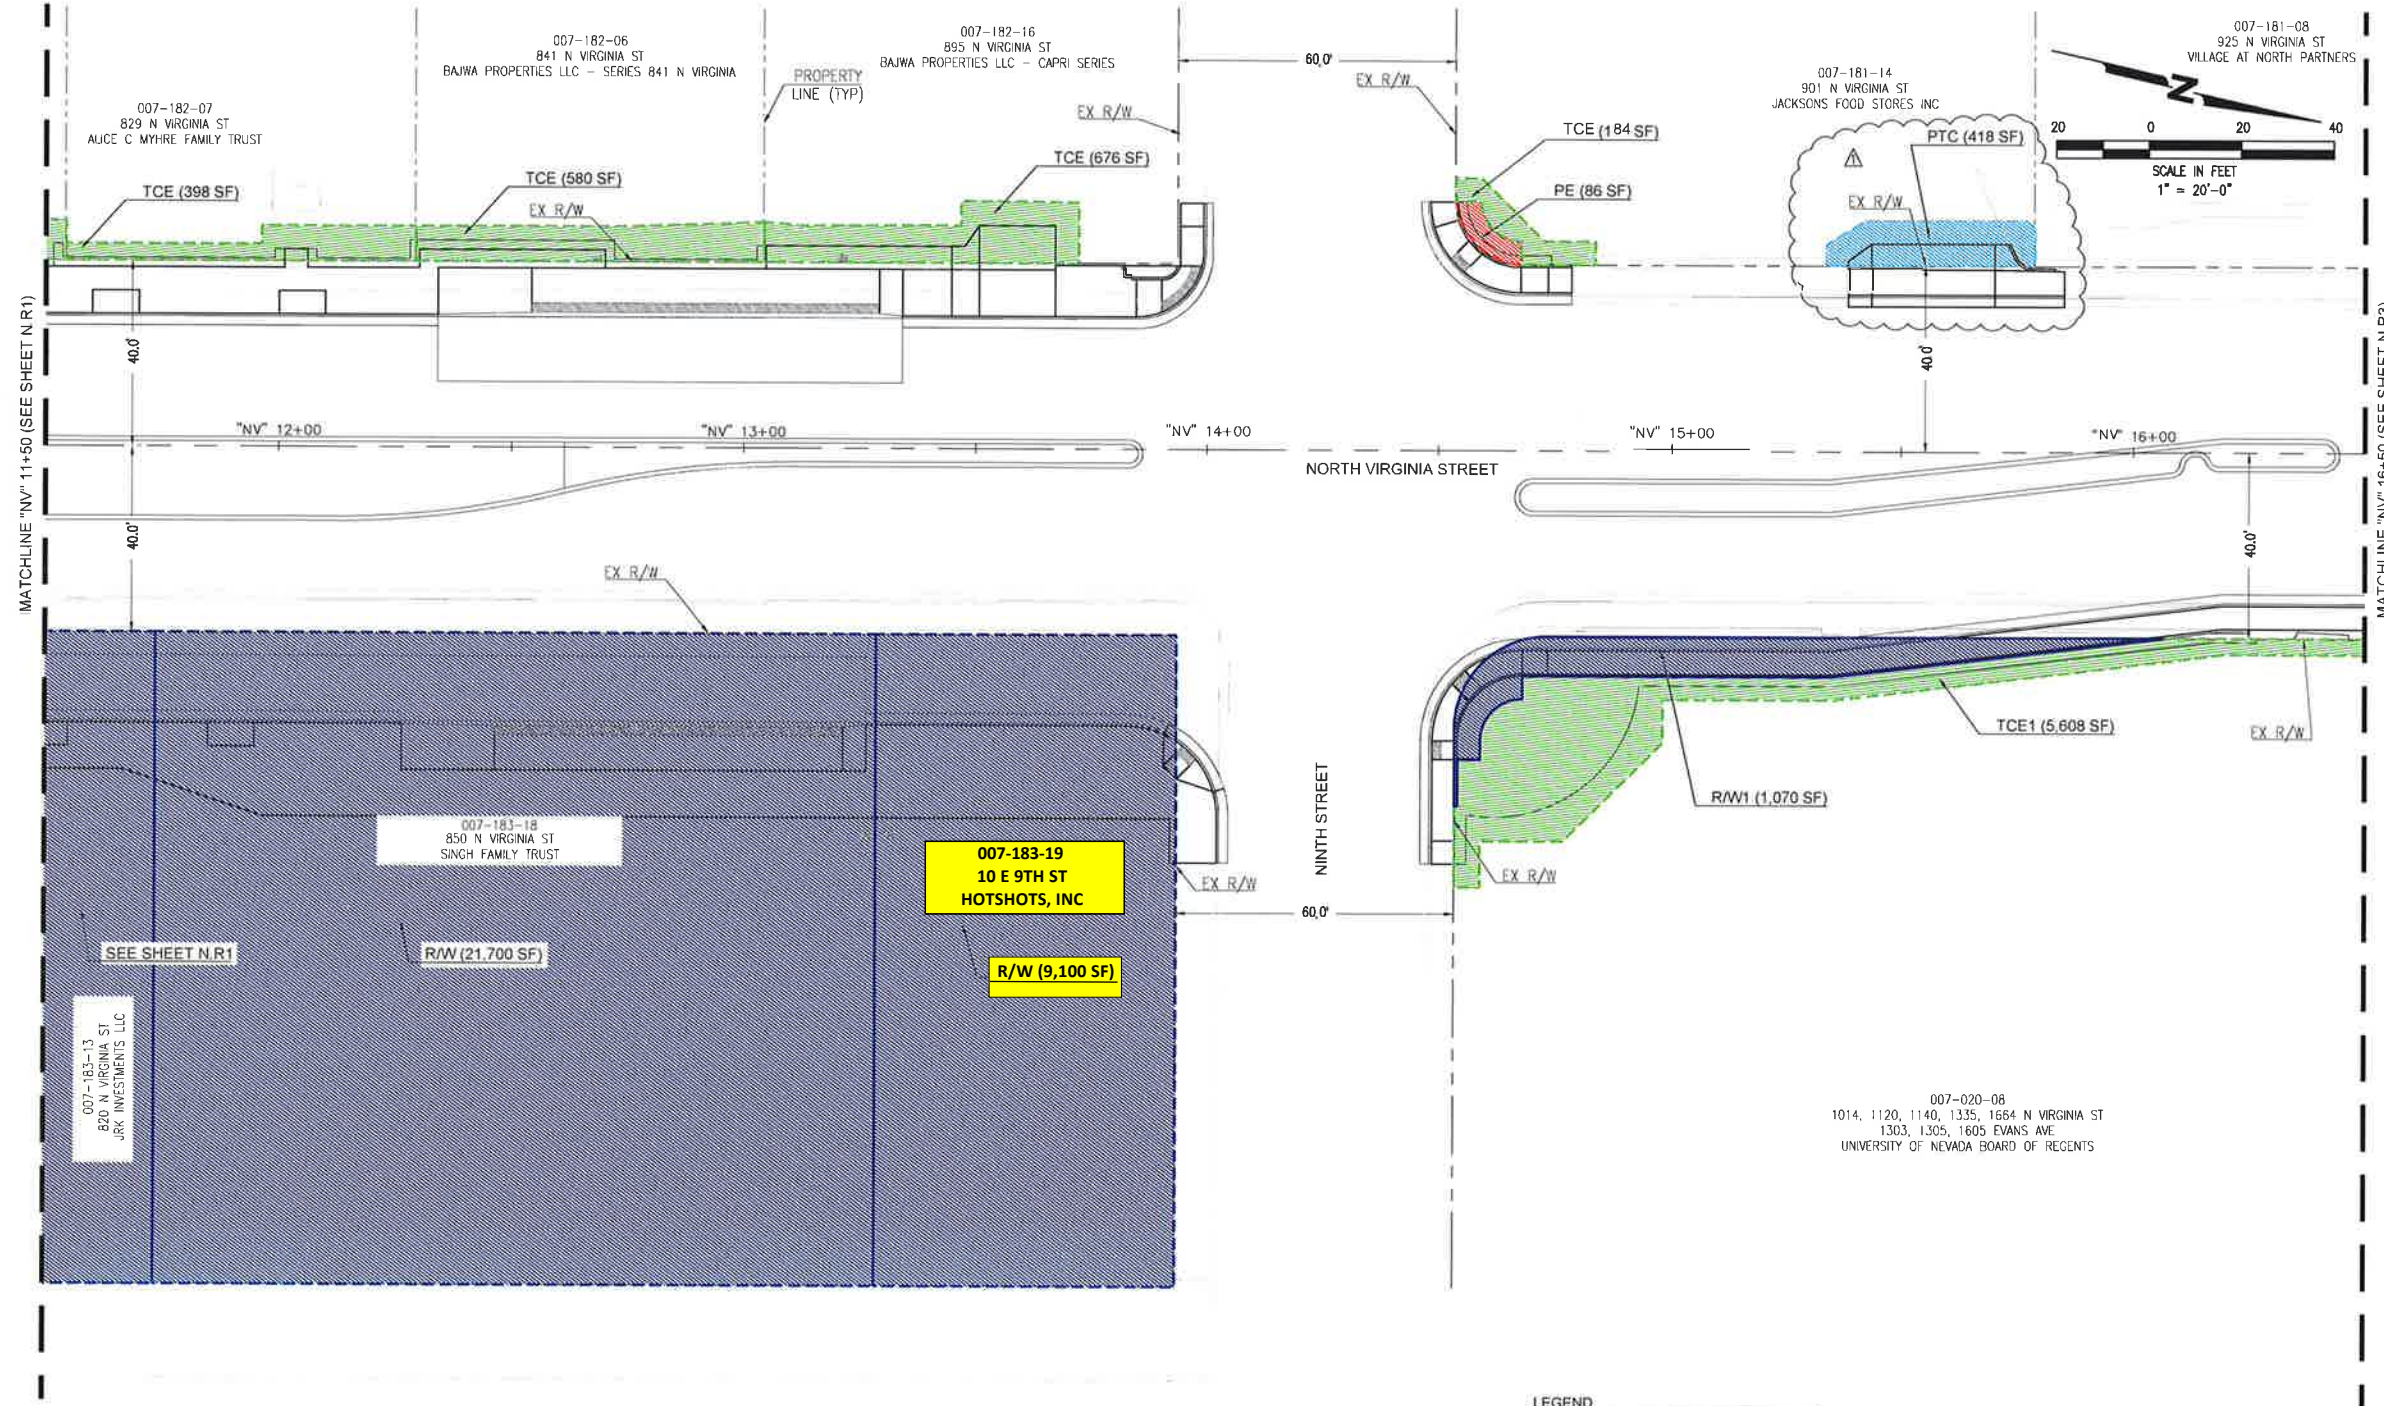 007-182-07
829 N VIRGINIA ST
ALICE C MYHRE FAMILY TRUST
007-182-06
841 N VIRGINIA ST
BAJWA PROPERTIES LLC - SERIES 841 N VIRGINIA
PROPERTY
LINE (TYP)
007-182-16
895 N VIRGINIA ST
BAJWA PROPERTIES LLC - CAPRI SERIES
EX R/W
60.0'
EX R/W
007-181-14
901 N VIRGINIA ST
JACKSONS FOOD STORES INC
007-181-08
925 N VIRGINIA ST
VILLAGE AT NORTH PARTNERS
N
20 0 20 40
SCALE IN FEET
1" = 20'-0"
TCE (398 SF)
TCE (580 SF)
EX R/W
TCE (676 SF)
TCE (184 SF)
PE (86 SF)
1
PTC (418 SF)
EX R/W
MATCHLINE "NV" 11+50 (SEE SHEET N.R1)
MATCHLINE "NV" 16+50 (SEE SHEET N.R3)
40.0'
40.0'
"NV" 12+00
"NV" 13+00
"NV" 14+00
"NV" 15+00
"NV" 16+00
NORTH VIRGINIA STREET
40.0'
40.0'
EX R/W
007-183-18
850 N VIRGINIA ST
SINGH FAMILY TRUST
007-183-19
10 E 9TH ST
HOTSHOTS, INC
EX R/W
NINTH STREET
60.0'
EX R/W
TCE1 (5,608 SF)
EX R/W
R/W1 (1,070 SF)
SEE SHEET N.R1
R/W (21,700 SF)
R/W (9,100 SF)
007-183-13
820 N VIRGINIA ST
JRK INVESTMENTS LLC
007-020-08
1014, 1120, 1140, 1335, 1664 N VIRGINIA ST
1303, 1305, 1605 EVANS AVE
UNIVERSITY OF NEVADA BOARD OF REGENTS
LEGEND